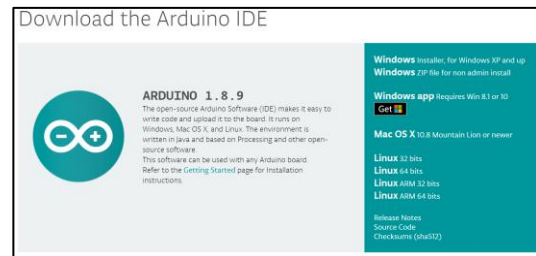 Download the Arduino IDE
ARDUINO 1.8.9
The open-source Arduino Software (IDE) makes it easy to
write code and upload it to the board. It runs on
Windows, Mac OS X, and Linux. The environment is
written in Java and based on Processing and other open-
source software.
This software can be used with any Arduino board.
Refer to the Getting Started page for Installation
instructions.
Windows Installer, for Windows XP and up
Windows ZIP file for non admin install
Windows app Requires Win 8.1 or 10
Get
Mac OS X 10.8 Mountain Lion or newer
Linux 32 bits
Linux 64 bits
Linux ARM 32 bits
Linux ARM 64 bits
Release Notes
Source Code
Checksums (sha512)